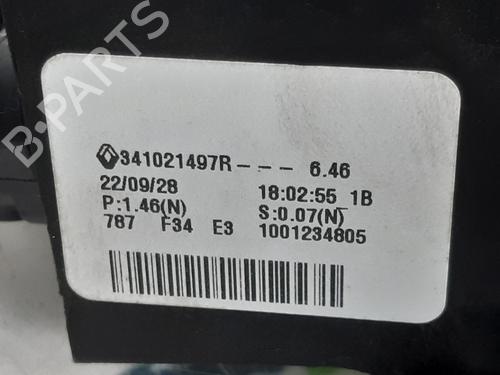 B-PARTS
341021497R - - - 6.46
22/09/28 18:02:55 1B
P:1.46(N) S:0.07(N)
787 F34 E3 1001234805